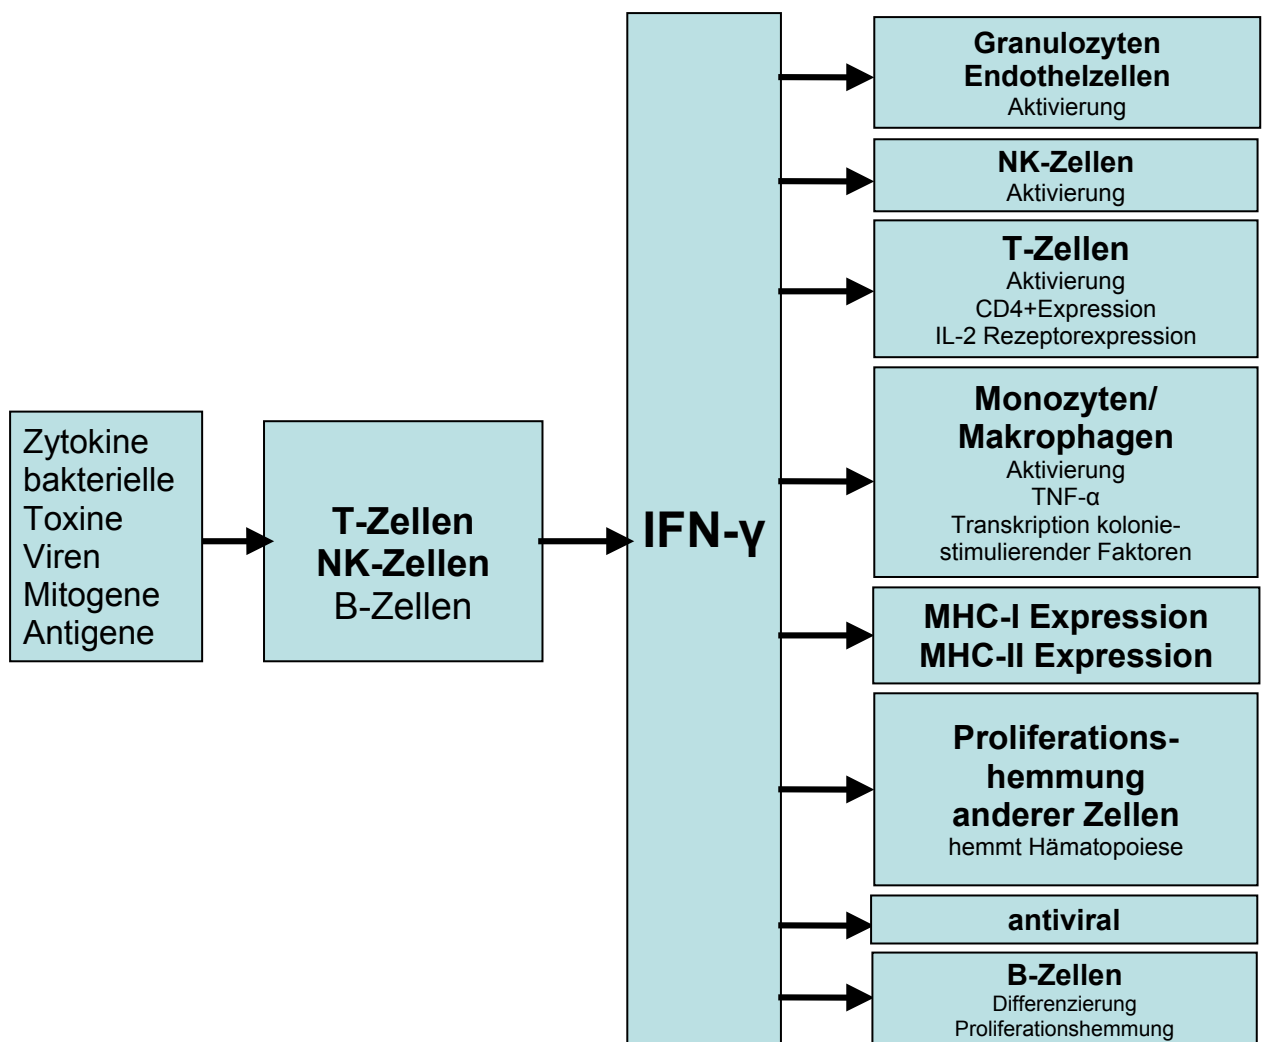 Zytokine
bakterielle
Toxine
Viren
Mitogene
Antigene
T-Zellen
NK-Zellen
B-Zellen
IFN-γ
Granulozyten
Endothelzellen
Aktivierung
NK-Zellen
Aktivierung
T-Zellen
Aktivierung
CD4+Expression
IL-2 Rezeptorexpression
Monozyten/
Makrophagen
Aktivierung
TNF-α
Transkription kolonie-
stimulierender Faktoren
MHC-I Expression
MHC-II Expression
Proliferations-
hemmung
anderer Zellen
hemmt Hämatopoiese
antiviral
B-Zellen
Differenzierung
Proliferationshemmung